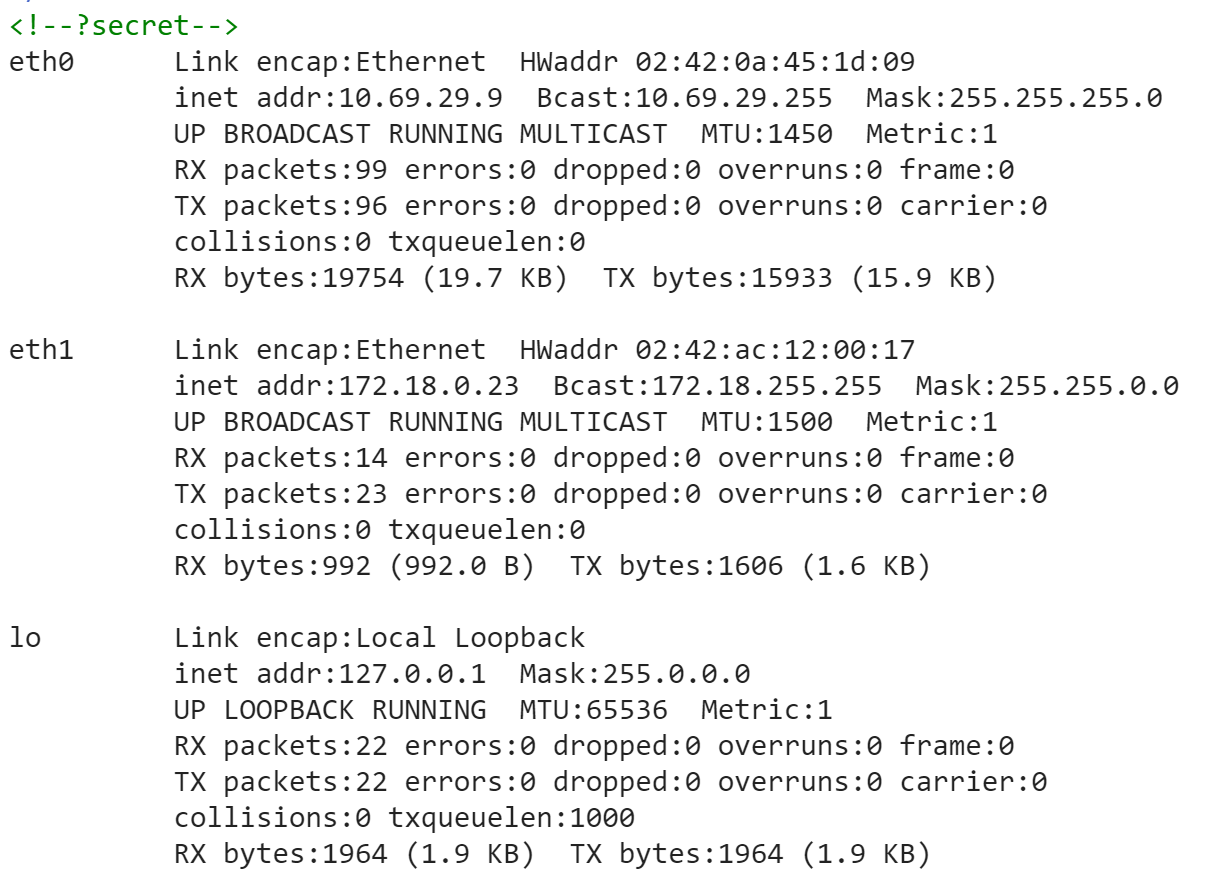 <!--?secret-->
eth0      Link encap:Ethernet  HWaddr 02:42:0a:45:1d:09
          inet addr:10.69.29.9  Bcast:10.69.29.255  Mask:255.255.255.0
          UP BROADCAST RUNNING MULTICAST  MTU:1450  Metric:1
          RX packets:99 errors:0 dropped:0 overruns:0 frame:0
          TX packets:96 errors:0 dropped:0 overruns:0 carrier:0
          collisions:0 txqueuelen:0
          RX bytes:19754 (19.7 KB)  TX bytes:15933 (15.9 KB)

eth1      Link encap:Ethernet  HWaddr 02:42:ac:12:00:17
          inet addr:172.18.0.23  Bcast:172.18.255.255  Mask:255.255.0.0
          UP BROADCAST RUNNING MULTICAST  MTU:1500  Metric:1
          RX packets:14 errors:0 dropped:0 overruns:0 frame:0
          TX packets:23 errors:0 dropped:0 overruns:0 carrier:0
          collisions:0 txqueuelen:0
          RX bytes:992 (992.0 B)  TX bytes:1606 (1.6 KB)

lo        Link encap:Local Loopback
          inet addr:127.0.0.1  Mask:255.0.0.0
          UP LOOPBACK RUNNING  MTU:65536  Metric:1
          RX packets:22 errors:0 dropped:0 overruns:0 frame:0
          TX packets:22 errors:0 dropped:0 overruns:0 carrier:0
          collisions:0 txqueuelen:1000
          RX bytes:1964 (1.9 KB)  TX bytes:1964 (1.9 KB)